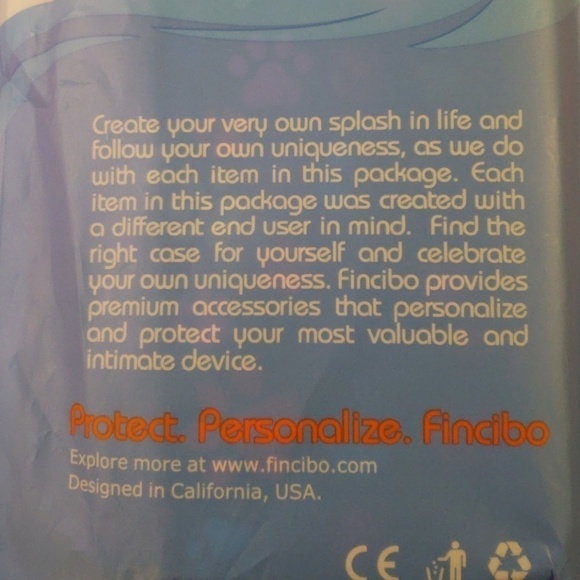 Create your very own splash in life and
follow your own uniqueness, as we do
with each item in this package. Each
item in this package was created with
a different end user in mind. Find the
right case for yourself and celebrate
your own uniqueness. Fincibo provides
premium accessories that personalize
and protect your most valuable and
intimate device.
Protect. Personalize. Fincibo
Explore more at www.fincibo.com
Designed in California, USA.
CE